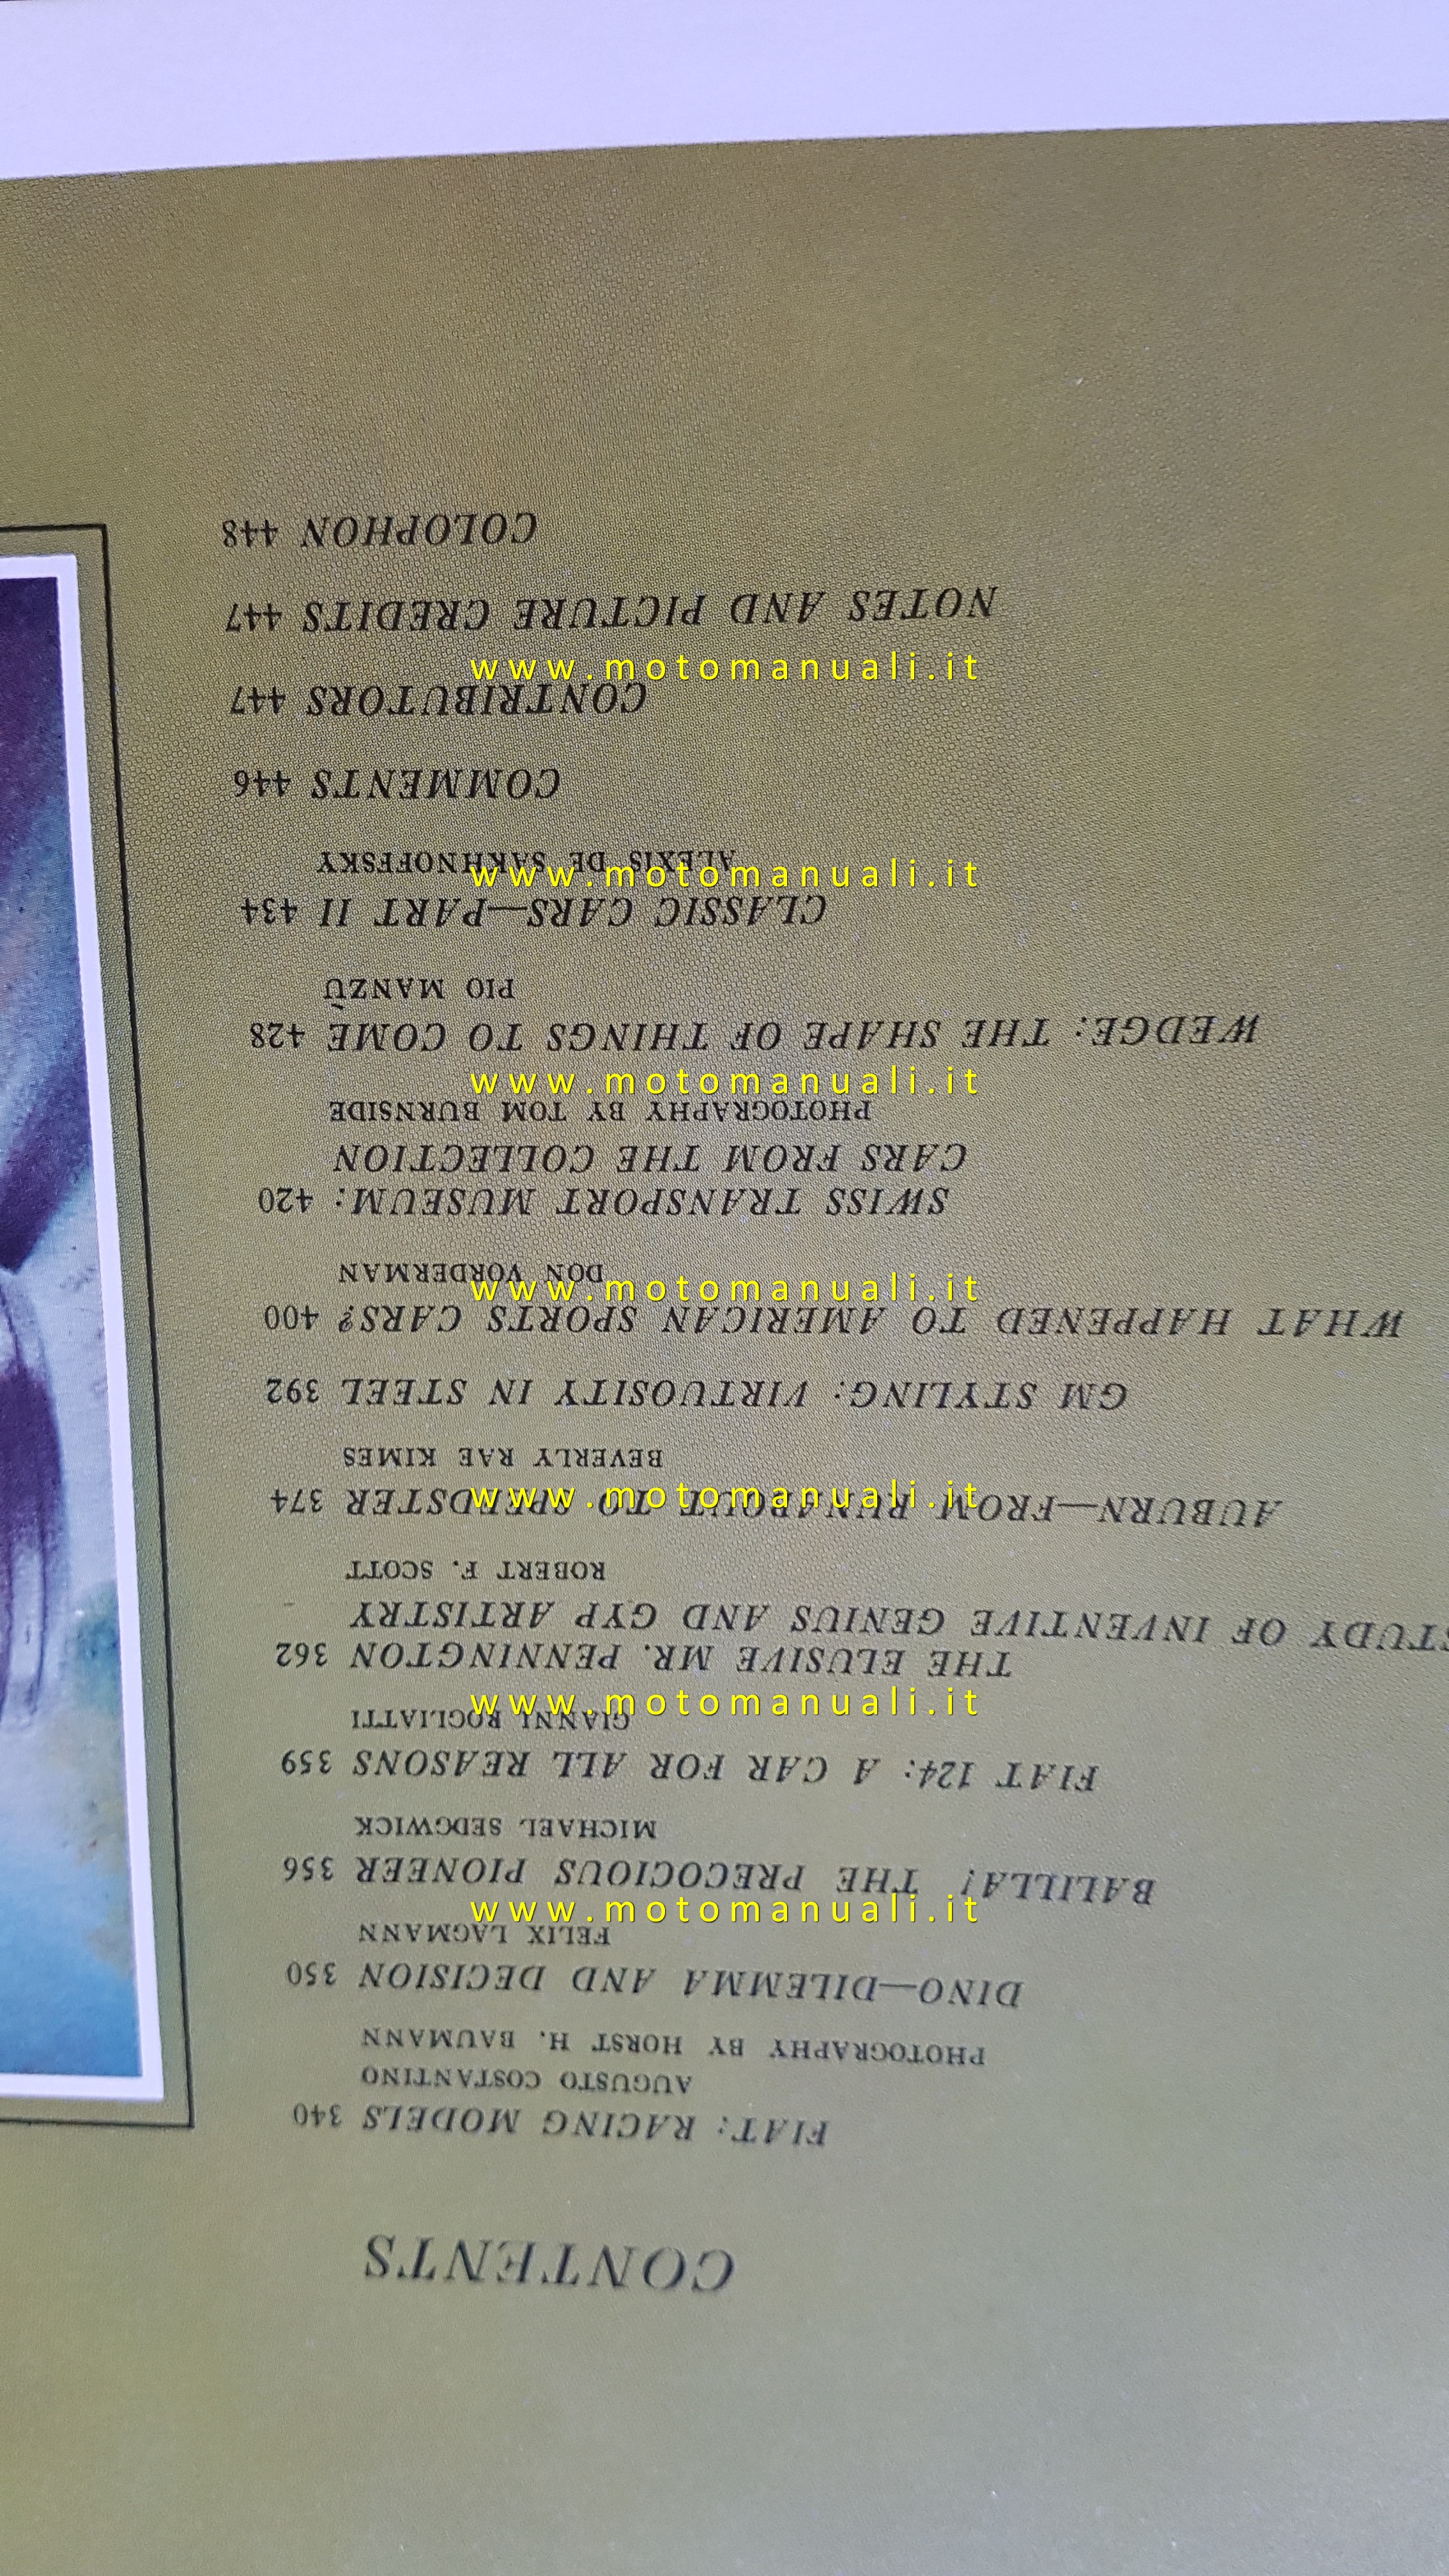 CONTENTS
FIAT: RACING MODELS 340
AUGUSTO COSTANTINO
PHOTOGRAPHY BY HORST H. BAUMANN
DINO—DILEMMA AND DECISION 350
FELIX LAGMANN
BALILLA! THE PRECOCIOUS PIONEER 356
MICHAEL SEDGWICK
FIAT 124: A CAR FOR ALL REASONS 359
GIANNI ROGLIATTI
THE ELUSIVE MR. PENNINGTON 362
OF INVENTIVE GENIUS AND GYP ARTISTRY
ROBERT F. SCOTT
AUBURN—FROM RUNABOUT TO SPEEDSTER 374
BEVERLY RAE KIMES
GM STYLING: VIRTUOSITY IN STEEL 392
WHAT HAPPENED TO AMERICAN SPORTS CARS? 400
DON VORDERMAN
SWISS TRANSPORT MUSEUM: 420
CARS FROM THE COLLECTION
PHOTOGRAPHY BY TOM BURNSIDE
WEDGE: THE SHAPE OF THINGS TO COME 428
PIO MANZÙ
CLASSIC CARS—PART II 434
ALEXIS DE SAKHNOFFSKY
COMMENTS 446
CONTRIBUTORS 447
NOTES AND PICTURE CREDITS 447
COLOPHON 448
www.motomanuali.it
www.motomanuali.it
www.motomanuali.it
www.motomanuali.it
www.motomanuali.it
www.motomanuali.it
www.motomanuali.it